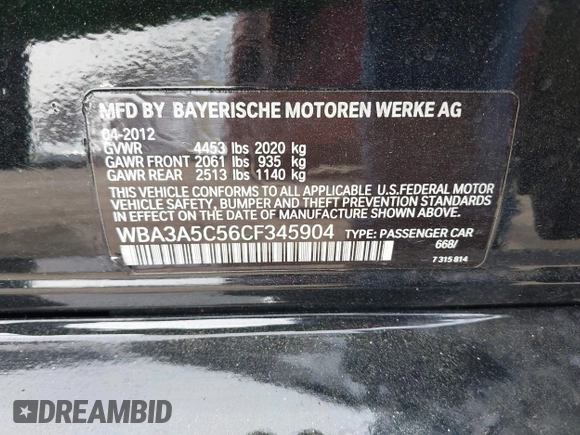 MFD BY BAYERISCHE MOTOREN WERKE AG
04-2012
GVWR 4453 lbs 2020 kg
GAWR FRONT 2061 lbs 935 kg
GAWR REAR 2513 lbs 1140 kg
THIS VEHICLE CONFORMS TO ALL APPLICABLE U.S.FEDERAL MOTOR
VEHICLE SAFETY, BUMPER AND THEFT PREVENTION STANDARDS
IN EFFECT ON THE DATE OF MANUFACTURE SHOWN ABOVE.
WBA3A5C56CF345904 TYPE: PASSENGER CAR
668/
7 315 814
DREAMBID